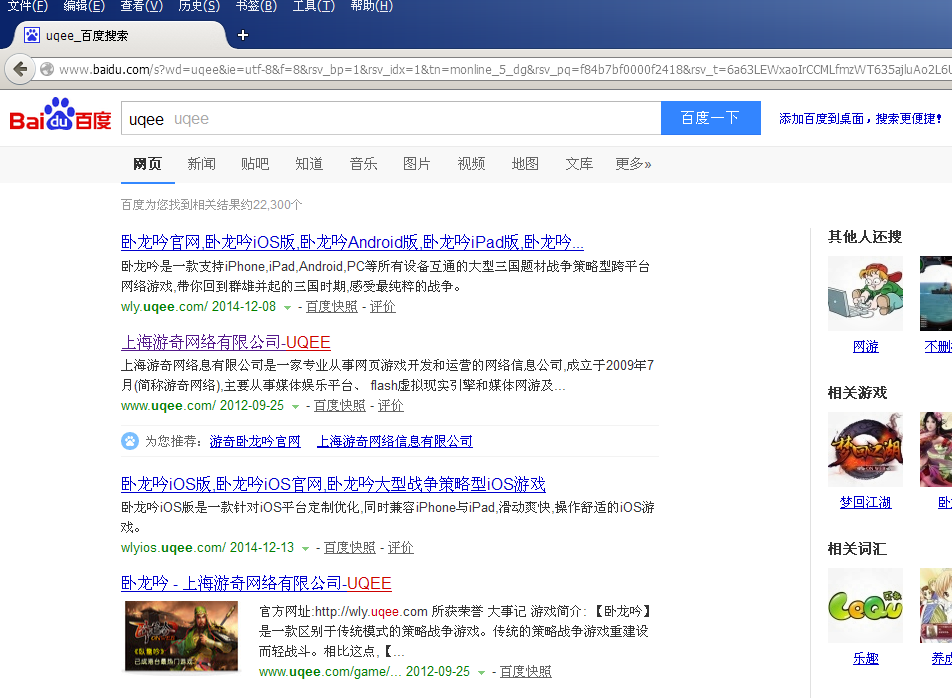 文件(F) 编辑(E) 查看(V) 历史(S) 书签(B) 工具(T) 帮助(H)
uqee_百度搜索 +
www.baidu.com/s?wd=uqee&ie=utf-8&f=8&rsv_bp=1&rsv_idx=1&tn=monline_5_dg&rsv_pq=f84b7bf0000f2418&rsv_t=6a63LEWxaoIrCCMLfmzWT635ajluAo2L6U
Bai du 百度 uqee uqee 百度一下 添加百度到桌面，搜索更便捷!
网页 新闻 贴吧 知道 音乐 图片 视频 地图 文库 更多»
百度为您找到相关结果约22,300个
卧龙吟官网,卧龙吟iOS版,卧龙吟Android版,卧龙吟iPad版,卧龙吟...
卧龙吟是一款支持iPhone,iPad,Android,PC等所有设备互通的大型三国题材战争策略型跨平台
网络游戏,带你回到群雄并起的三国时期,感受最纯粹的战争。
wly.uqee.com/ 2014-12-08 - 百度快照 - 评价
上海游奇网络有限公司-UQEE
上海游奇网络息有限公司是一家专业从事网页游戏开发和运营的网络信息公司,成立于2009年7
月(简称游奇网络),主要从事媒体娱乐平台、 flash虚拟现实引擎和媒体网游及...
www.uqee.com/ 2012-09-25 - 百度快照 - 评价
为您推荐: 游奇卧龙吟官网 上海游奇网络信息有限公司
卧龙吟iOS版,卧龙吟iOS官网,卧龙吟大型战争策略型iOS游戏
卧龙吟iOS版是一款针对iOS平台定制优化,同时兼容iPhone与iPad,滑动爽快,操作舒适的iOS游
戏。
wlyios.uqee.com/ 2014-12-13 - 百度快照 - 评价
卧龙吟 - 上海游奇网络有限公司-UQEE
官方网址:http://wly.uqee.com 所获荣誉 大事记 游戏简介: 【卧龙吟】
是一款区别于传统模式的策略战争游戏。传统的策略战争游戏重建设
而轻战斗。相比这点,【...
www.uqee.com/game/... 2012-09-25 - 百度快照
《臥龍吟》
已成港台最热门游戏
其他人还搜
网游 不删
相关游戏
梦回江湖
梦回江湖 卧
相关词汇
LeQu 乐趣
乐趣 养成